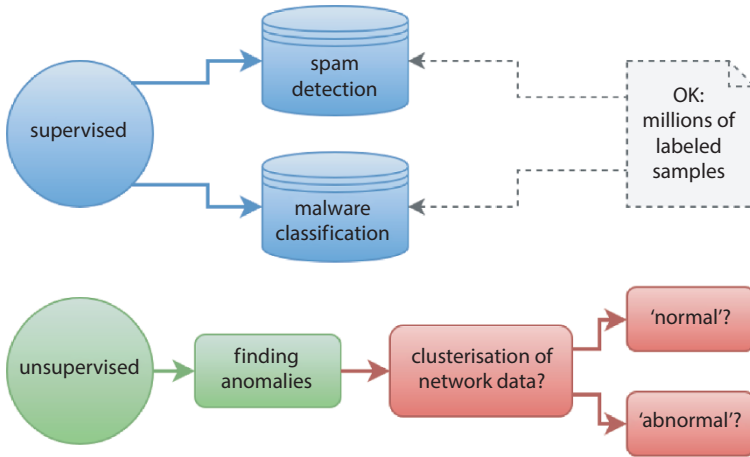 supervised
spam
detection
malware
classification
OK:
millions of
labeled
samples
unsupervised
finding
anomalies
clusterisation of
network data?
‘normal’?
‘abnormal’?